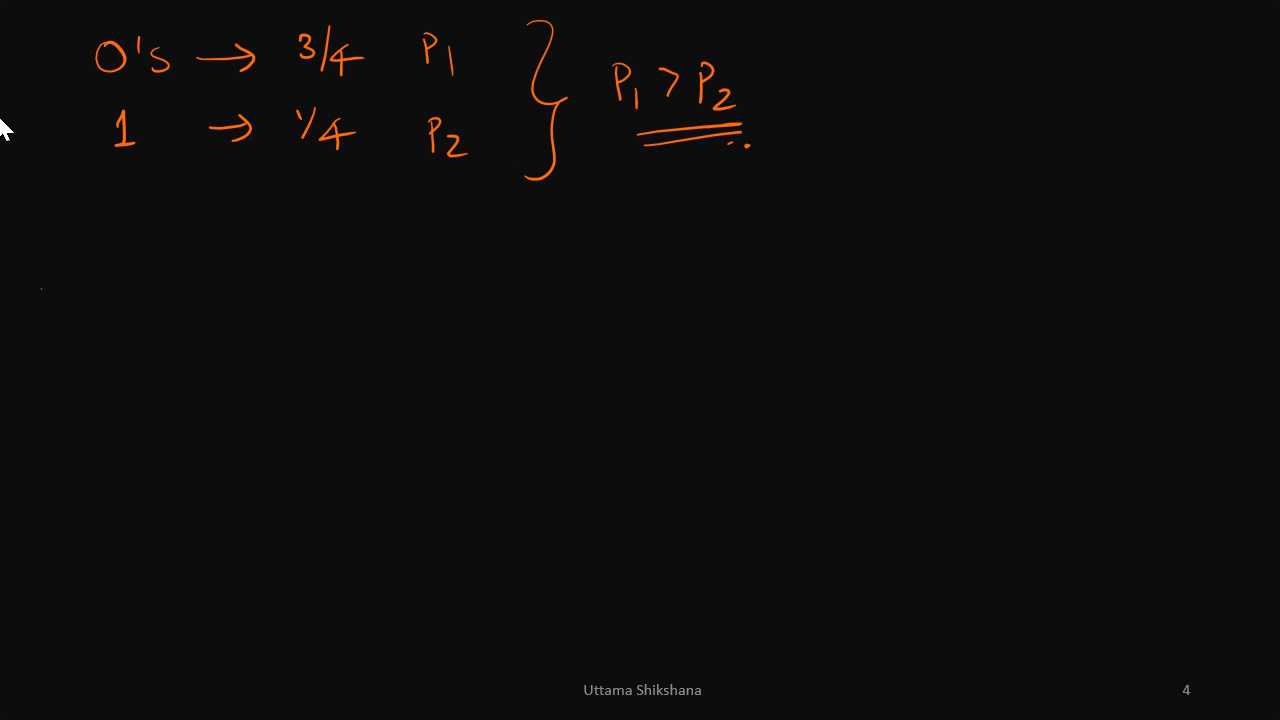 0's → 3/4 P1
1 → 1/4 P2
P1 > P2
Uttama Shikshana
4